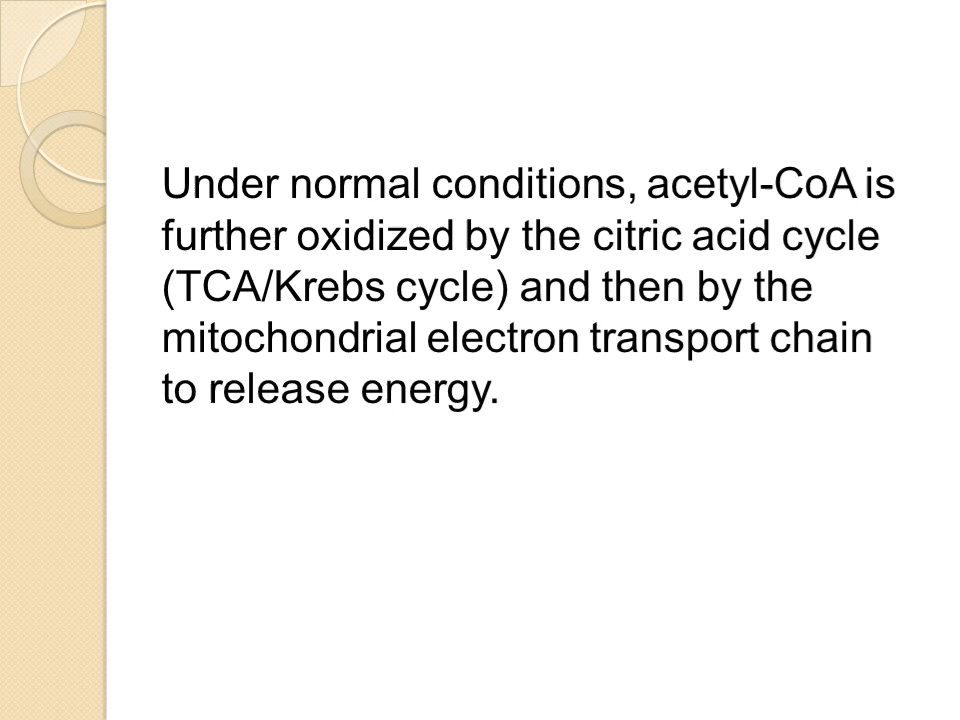 Under normal conditions, acetyl-CoA is
further oxidized by the citric acid cycle
(TCA/Krebs cycle) and then by the
mitochondrial electron transport chain
to release energy.